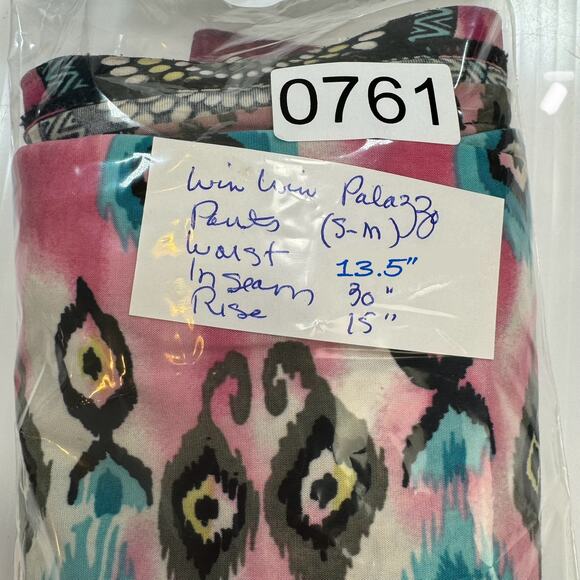 0761
Win Win Palazzo
Pants (S-M)
Waist 13.5"
Inseam 30"
Rise 15"